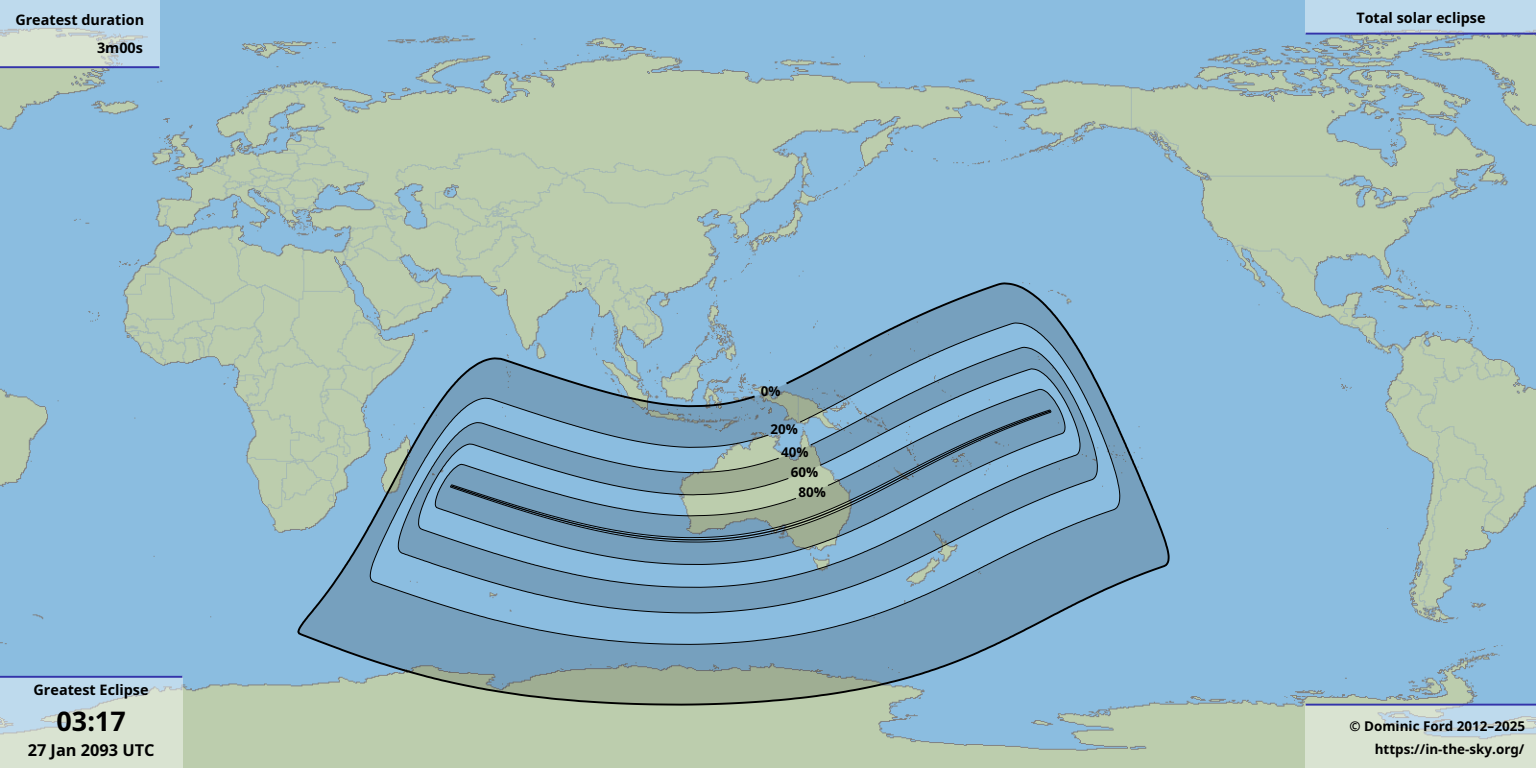 Greatest duration
3m00s
Total solar eclipse
0%
20%
40%
60%
80%
Greatest Eclipse
03:17
27 Jan 2093 UTC
© Dominic Ford 2012–2025
https://in-the-sky.org/